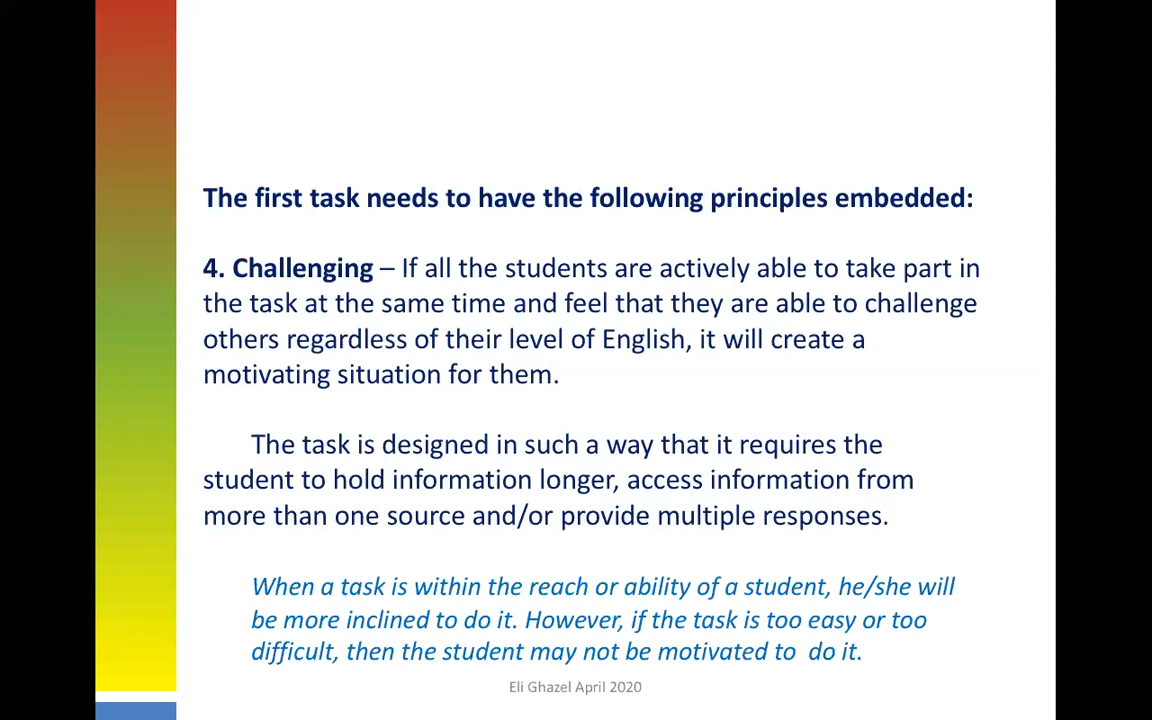 The first task needs to have the following principles embedded:
4. Challenging – If all the students are actively able to take part in
the task at the same time and feel that they are able to challenge
others regardless of their level of English, it will create a
motivating situation for them.
The task is designed in such a way that it requires the
student to hold information longer, access information from
more than one source and/or provide multiple responses.
When a task is within the reach or ability of a student, he/she will
be more inclined to do it. However, if the task is too easy or too
difficult, then the student may not be motivated to  do it.
Eli Ghazel April 2020